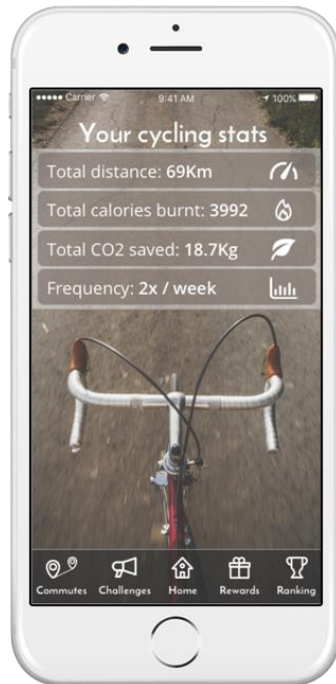 Carrier 9:41 AM 100%
Your cycling stats
Total distance: 69Km
Total calories burnt: 3992
Total CO2 saved: 18.7Kg
Frequency: 2x / week
Commutes Challenges Home Rewards Ranking